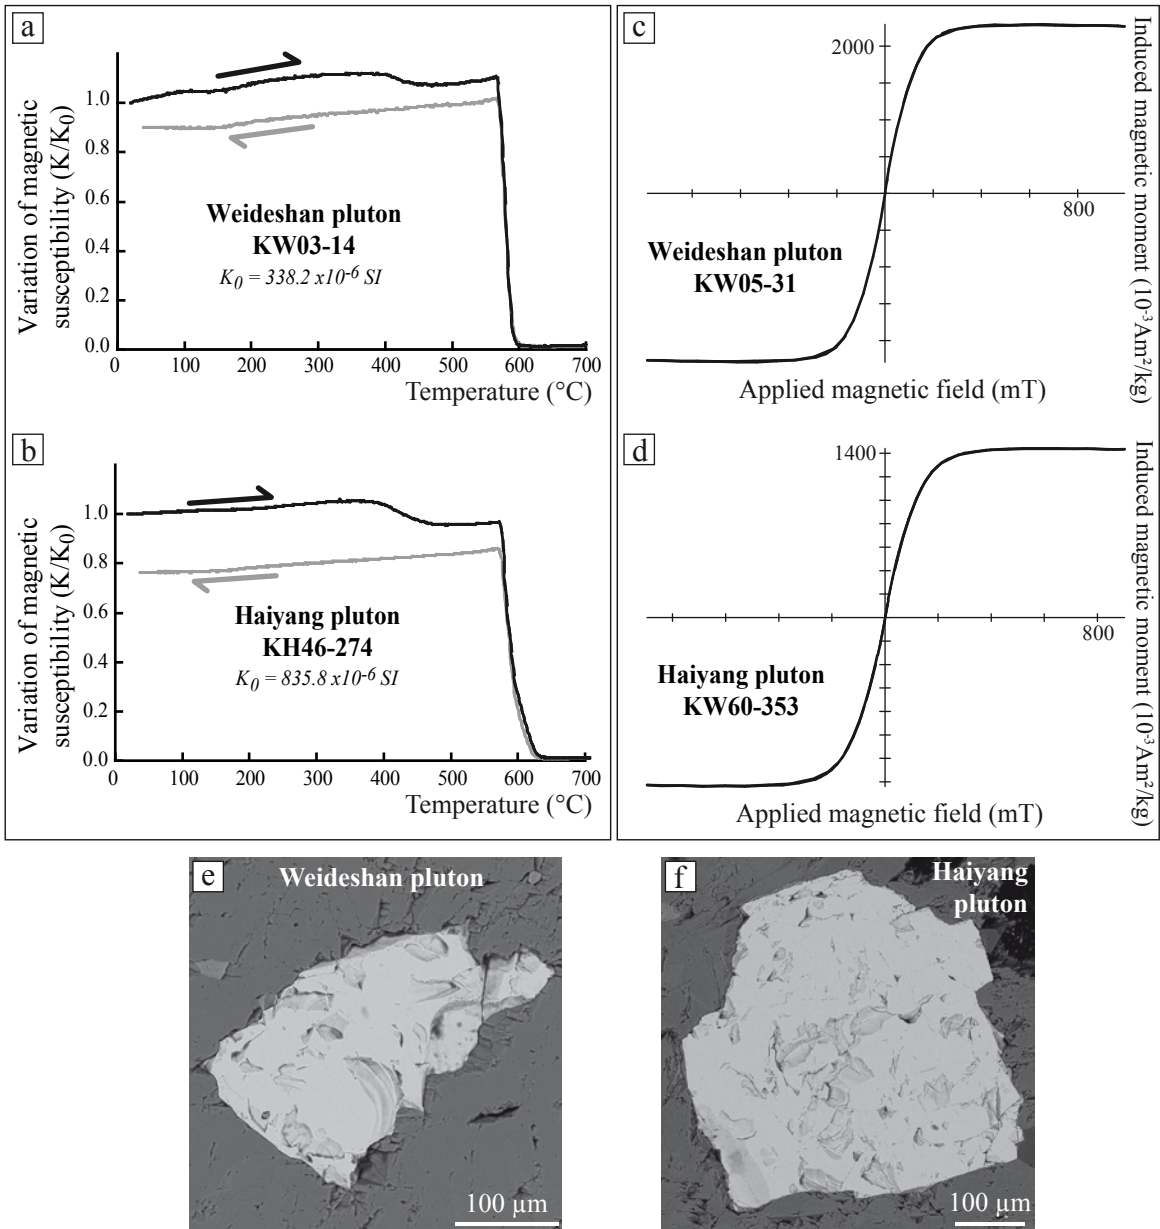 a
Variation of magnetic
susceptibility (K/K0)
1.0
0.8
0.6
0.4
0.2
0.0
Weideshan pluton
KW03-14
K0 = 338.2 x10-6 SI
0 100 200 300 400 500 600 700
Temperature (°C)
b
Variation of magnetic
susceptibility (K/K0)
1.0
0.8
0.6
0.4
0.2
0.0
Haiyang pluton
KH46-274
K0 = 835.8 x10-6 SI
0 100 200 300 400 500 600 700
Temperature (°C)
c
2000
800
Weideshan pluton
KW05-31
Applied magnetic field (mT)
Induced magnetic moment (10-3Am²/kg)
d
1400
800
Haiyang pluton
KW60-353
Applied magnetic field (mT)
Induced magnetic moment (10-3Am²/kg)
e
Weideshan pluton
100 µm
f
Haiyang
pluton
100 µm